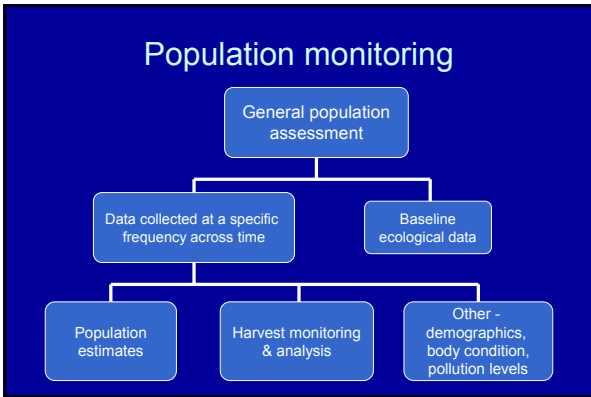 Population monitoring
General population
assessment
Data collected at a specific
frequency across time
Baseline
ecological data
Population
estimates
Harvest monitoring
& analysis
Other -
demographics,
body condition,
pollution levels